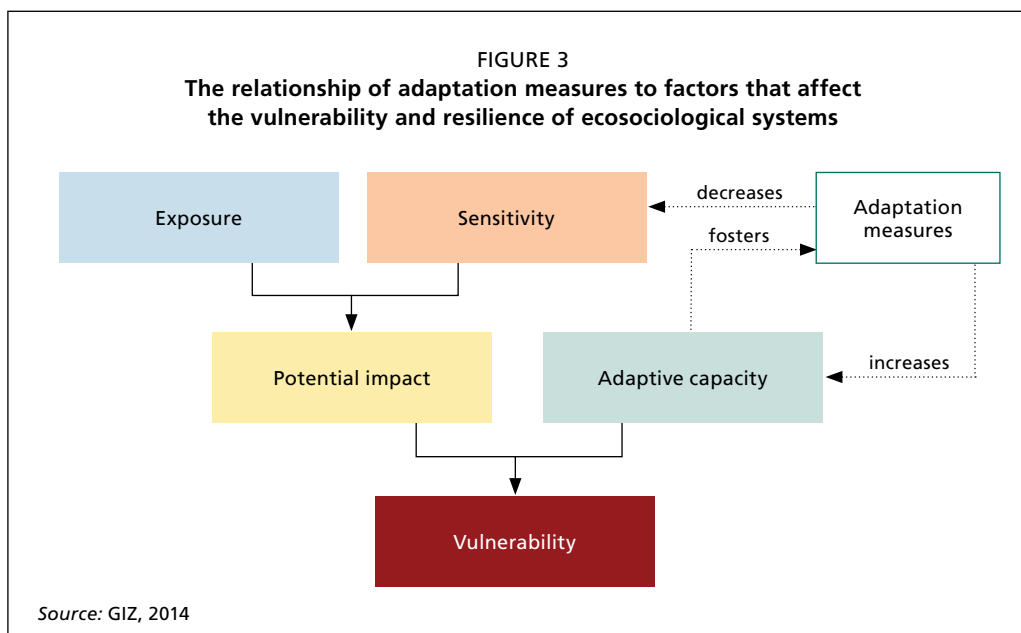 FIGURE 3
The relationship of adaptation measures to factors that affect
the vulnerability and resilience of ecosociological systems
Exposure
Sensitivity
decreases
fosters
Adaptation
measures
Potential impact
Adaptive capacity
increases
Vulnerability
Source: GIZ, 2014